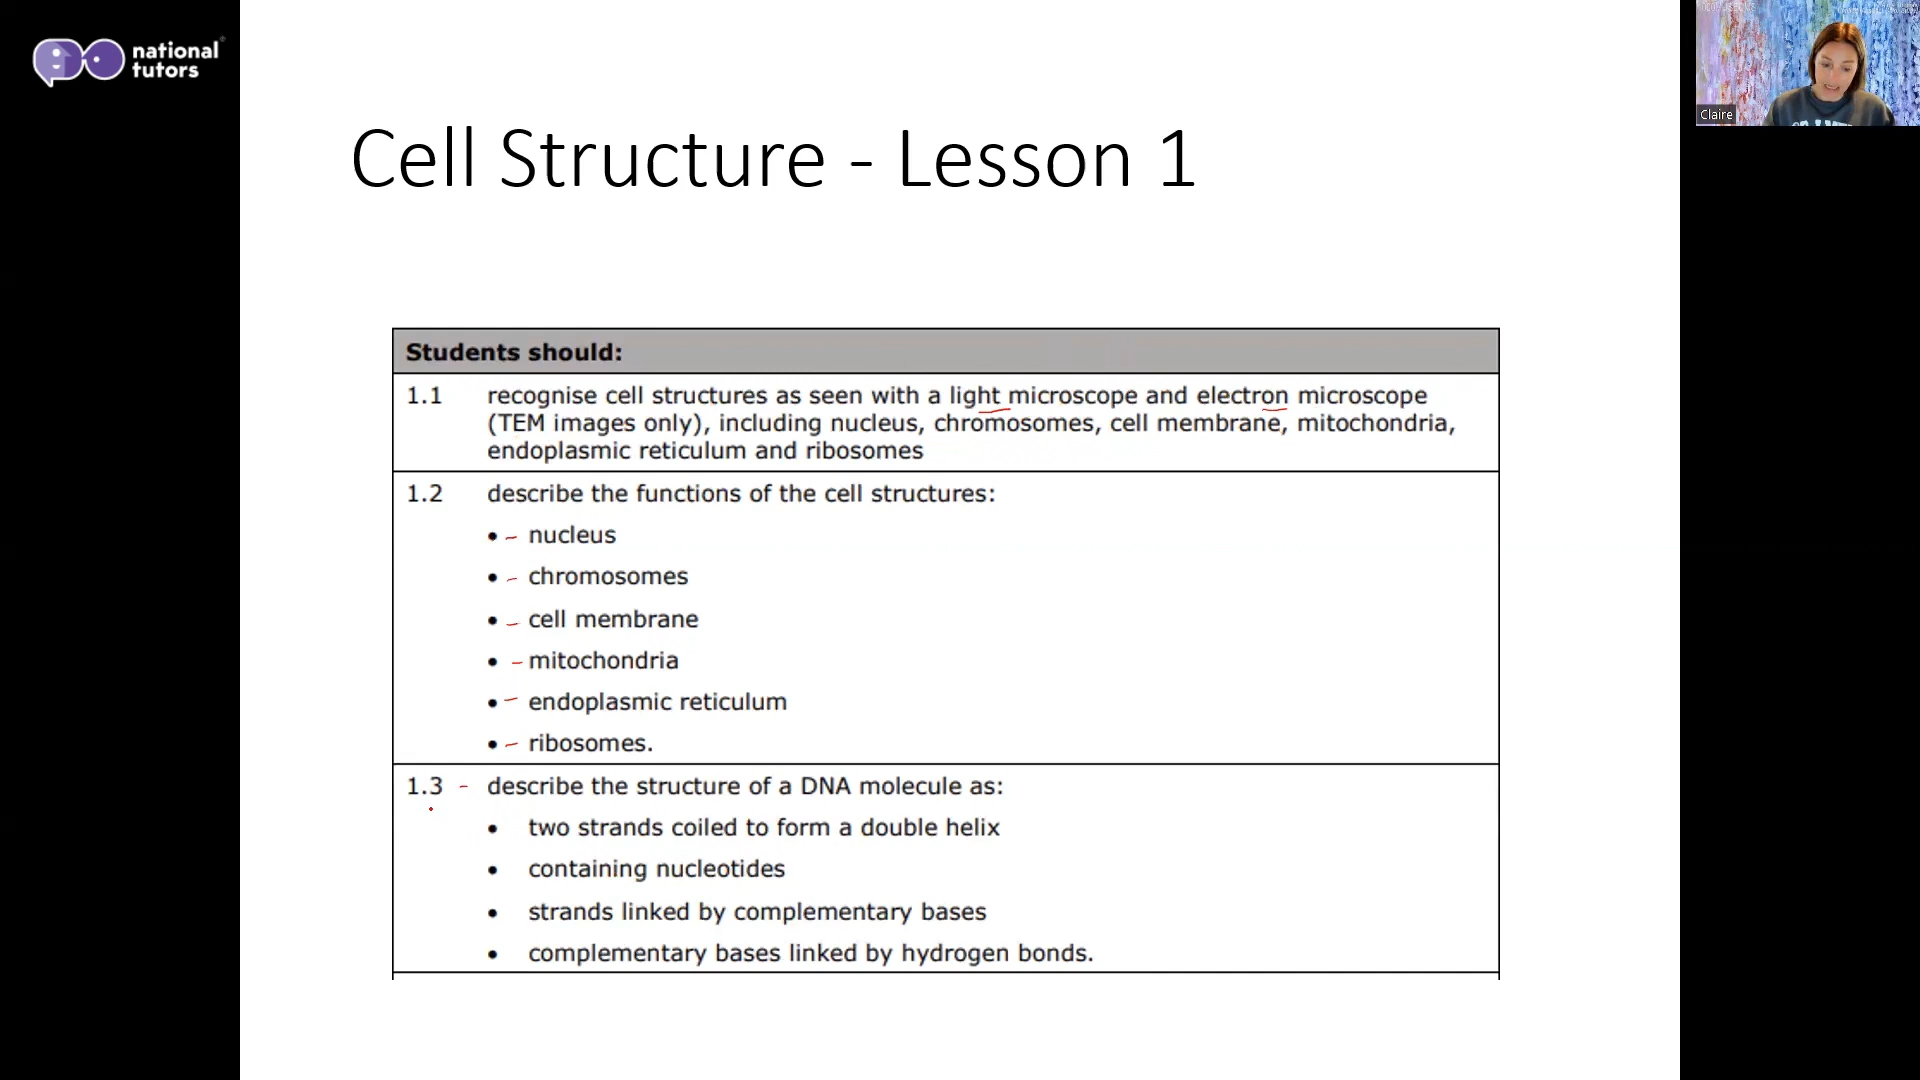 national
tutors
Claire
Cell Structure - Lesson 1
Students should:
1.1 recognise cell structures as seen with a light microscope and electron microscope
(TEM images only), including nucleus, chromosomes, cell membrane, mitochondria,
endoplasmic reticulum and ribosomes
1.2 describe the functions of the cell structures:
• nucleus
• chromosomes
• cell membrane
• mitochondria
• endoplasmic reticulum
• ribosomes.
1.3 describe the structure of a DNA molecule as:
• two strands coiled to form a double helix
• containing nucleotides
• strands linked by complementary bases
• complementary bases linked by hydrogen bonds.